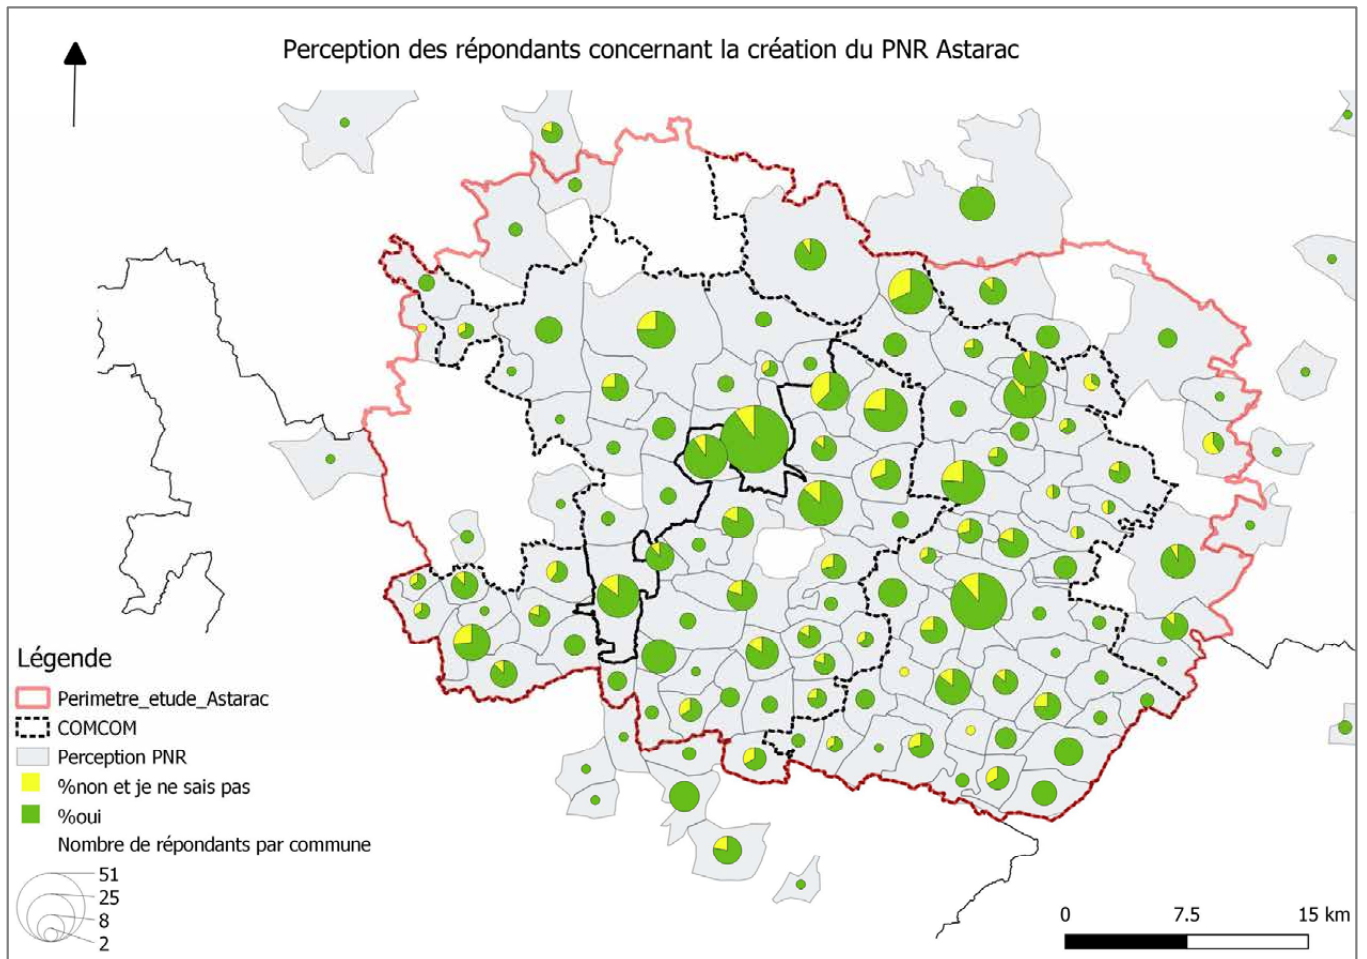 Perception des répondants concernant la création du PNR Astarac
Légende
Perimetre_etude_Astarac
COMCOM
Perception PNR
%non et je ne sais pas
%oui
Nombre de répondants par commune
51
25
8
2
0 7.5 15 km